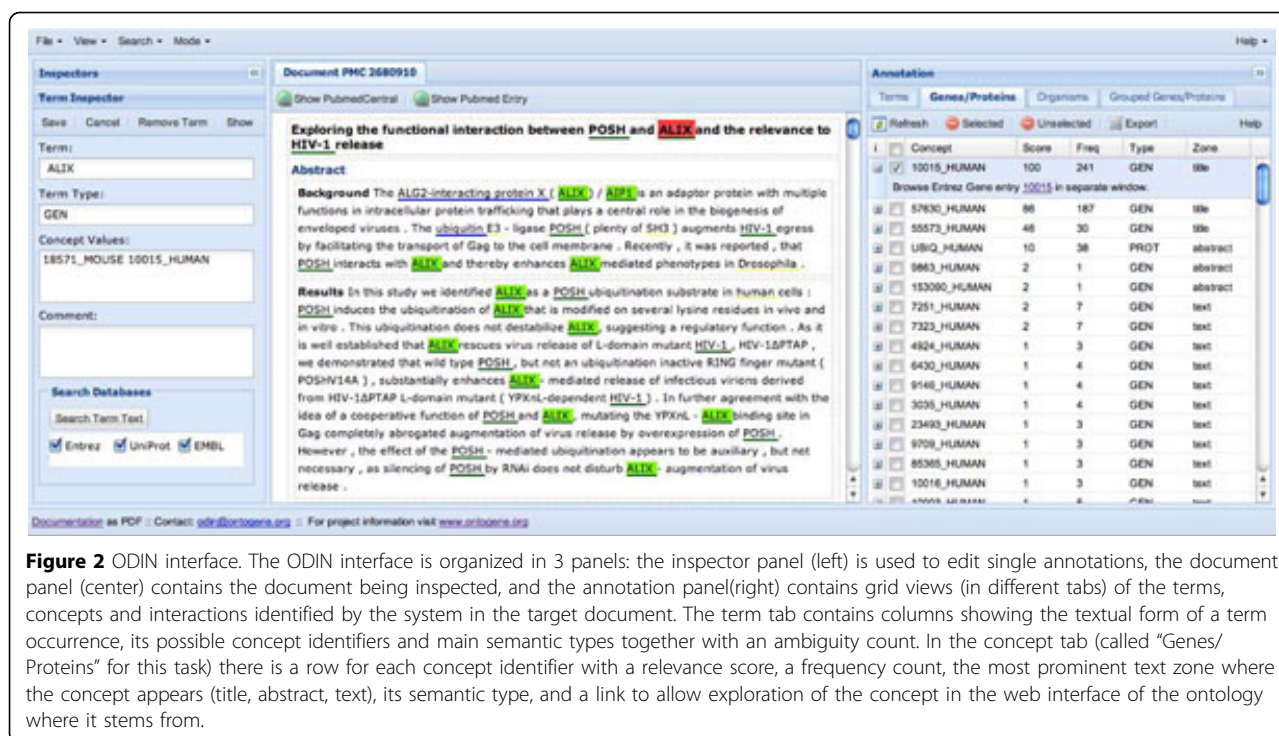 File View Search Mode Help
Inspectors
Term Inspector
Save Cancel Remove Term Show
Term:
ALIX
Term Type:
GEN
Concept Values:
18571_MOUSE 10015_HUMAN
Comment:
Search Databases
Search Term Text
Entrez UniProt EMBL
Document PMC 2680910
Show PubmedCentral Show Pubmed Entry
Exploring the functional interaction between POSH and ALIX and the relevance to
HIV-1 release
Abstract
Background The ALG2-interacting protein X ( ALIX ) / AIP1 is an adaptor protein with multiple
functions in intracellular protein trafficking that plays a central role in the biogenesis of
enveloped viruses . The ubiquitin E3 - ligase POSH ( plenty of SH3 ) augments HIV-1 egress
by facilitating the transport of Gag to the cell membrane . Recently , it was reported , that
POSH interacts with ALIX and thereby enhances ALIX mediated phenotypes in Drosophila .
Results In this study we identified ALIX as a POSH ubiquitination substrate in human cells :
POSH induces the ubiquitination of ALIX that is modified on several lysine residues in vivo and
in vitro . This ubiquitination does not destabilize ALIX , suggesting a regulatory function . As it
is well established that ALIX rescues virus release of L-domain mutant HIV-1 , HIV-1ΔPTAP ,
we demonstrated that wild type POSH , but not an ubiquitination inactive RING finger mutant (
POSHV14A ) , substantially enhances ALIX - mediated release of infectious virions derived
from HIV-1ΔPTAP L-domain mutant ( YPXnL-dependent HIV-1 ) . In further agreement with the
idea of a cooperative function of POSH and ALIX , mutating the YPXnL - ALIX binding site in
Gag completely abrogated augmentation of virus release by overexpression of POSH .
However , the effect of the POSH - mediated ubiquitination appears to be auxiliary , but not
necessary , as silencing of POSH by RNAi does not disturb ALIX - augmentation of virus
release .
Annotation
Terms Genes/Proteins Organisms Grouped Genes/Proteins
Refresh Selected Unselected Export Help
i Concept Score Freq Type Zone
10015_HUMAN 100 241 GEN title
Browse Entrez Gene entry 10015 in separate window.
57630_HUMAN 86 187 GEN title
55573_HUMAN 46 30 GEN title
UBIQ_HUMAN 10 38 PROT abstract
9863_HUMAN 2 1 GEN abstract
153090_HUMAN 2 1 GEN abstract
7251_HUMAN 2 7 GEN text
7323_HUMAN 2 7 GEN text
4924_HUMAN 1 3 GEN text
6430_HUMAN 1 4 GEN text
9146_HUMAN 1 4 GEN text
3035_HUMAN 1 4 GEN text
23493_HUMAN 1 3 GEN text
9709_HUMAN 1 3 GEN text
85365_HUMAN 1 3 GEN text
10016_HUMAN 1 3 GEN text
Documentation as PDF :: Contact: odin@ontogene.org :: For project information visit www.ontogene.org
Figure 2 ODIN interface. The ODIN interface is organized in 3 panels: the inspector panel (left) is used to edit single annotations, the document
panel (center) contains the document being inspected, and the annotation panel(right) contains grid views (in different tabs) of the terms,
concepts and interactions identified by the system in the target document. The term tab contains columns showing the textual form of a term
occurrence, its possible concept identifiers and main semantic types together with an ambiguity count. In the concept tab (called "Genes/
Proteins" for this task) there is a row for each concept identifier with a relevance score, a frequency count, the most prominent text zone where
the concept appears (title, abstract, text), its semantic type, and a link to allow exploration of the concept in the web interface of the ontology
where it stems from.